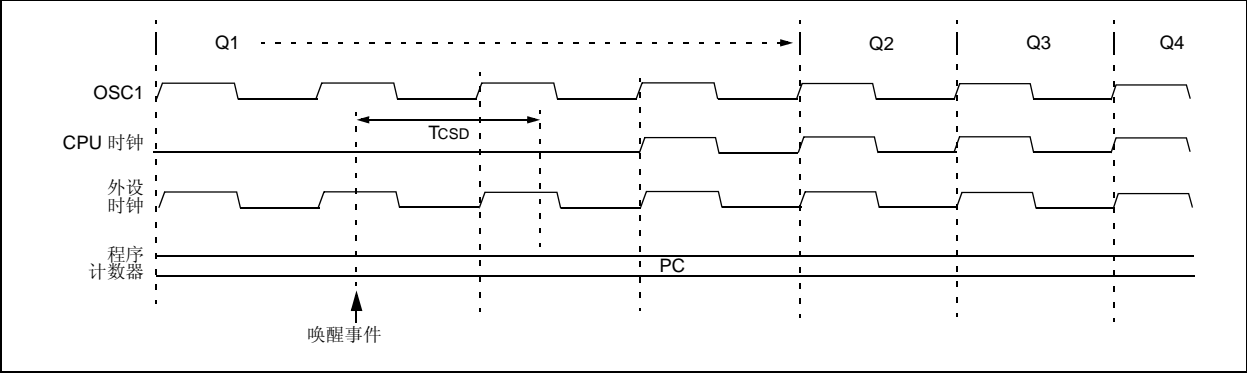 Q1
Q2
Q3
Q4
OSC1
TCSD
CPU 时钟
外设
时钟
程序
计数器
PC
唤醒事件